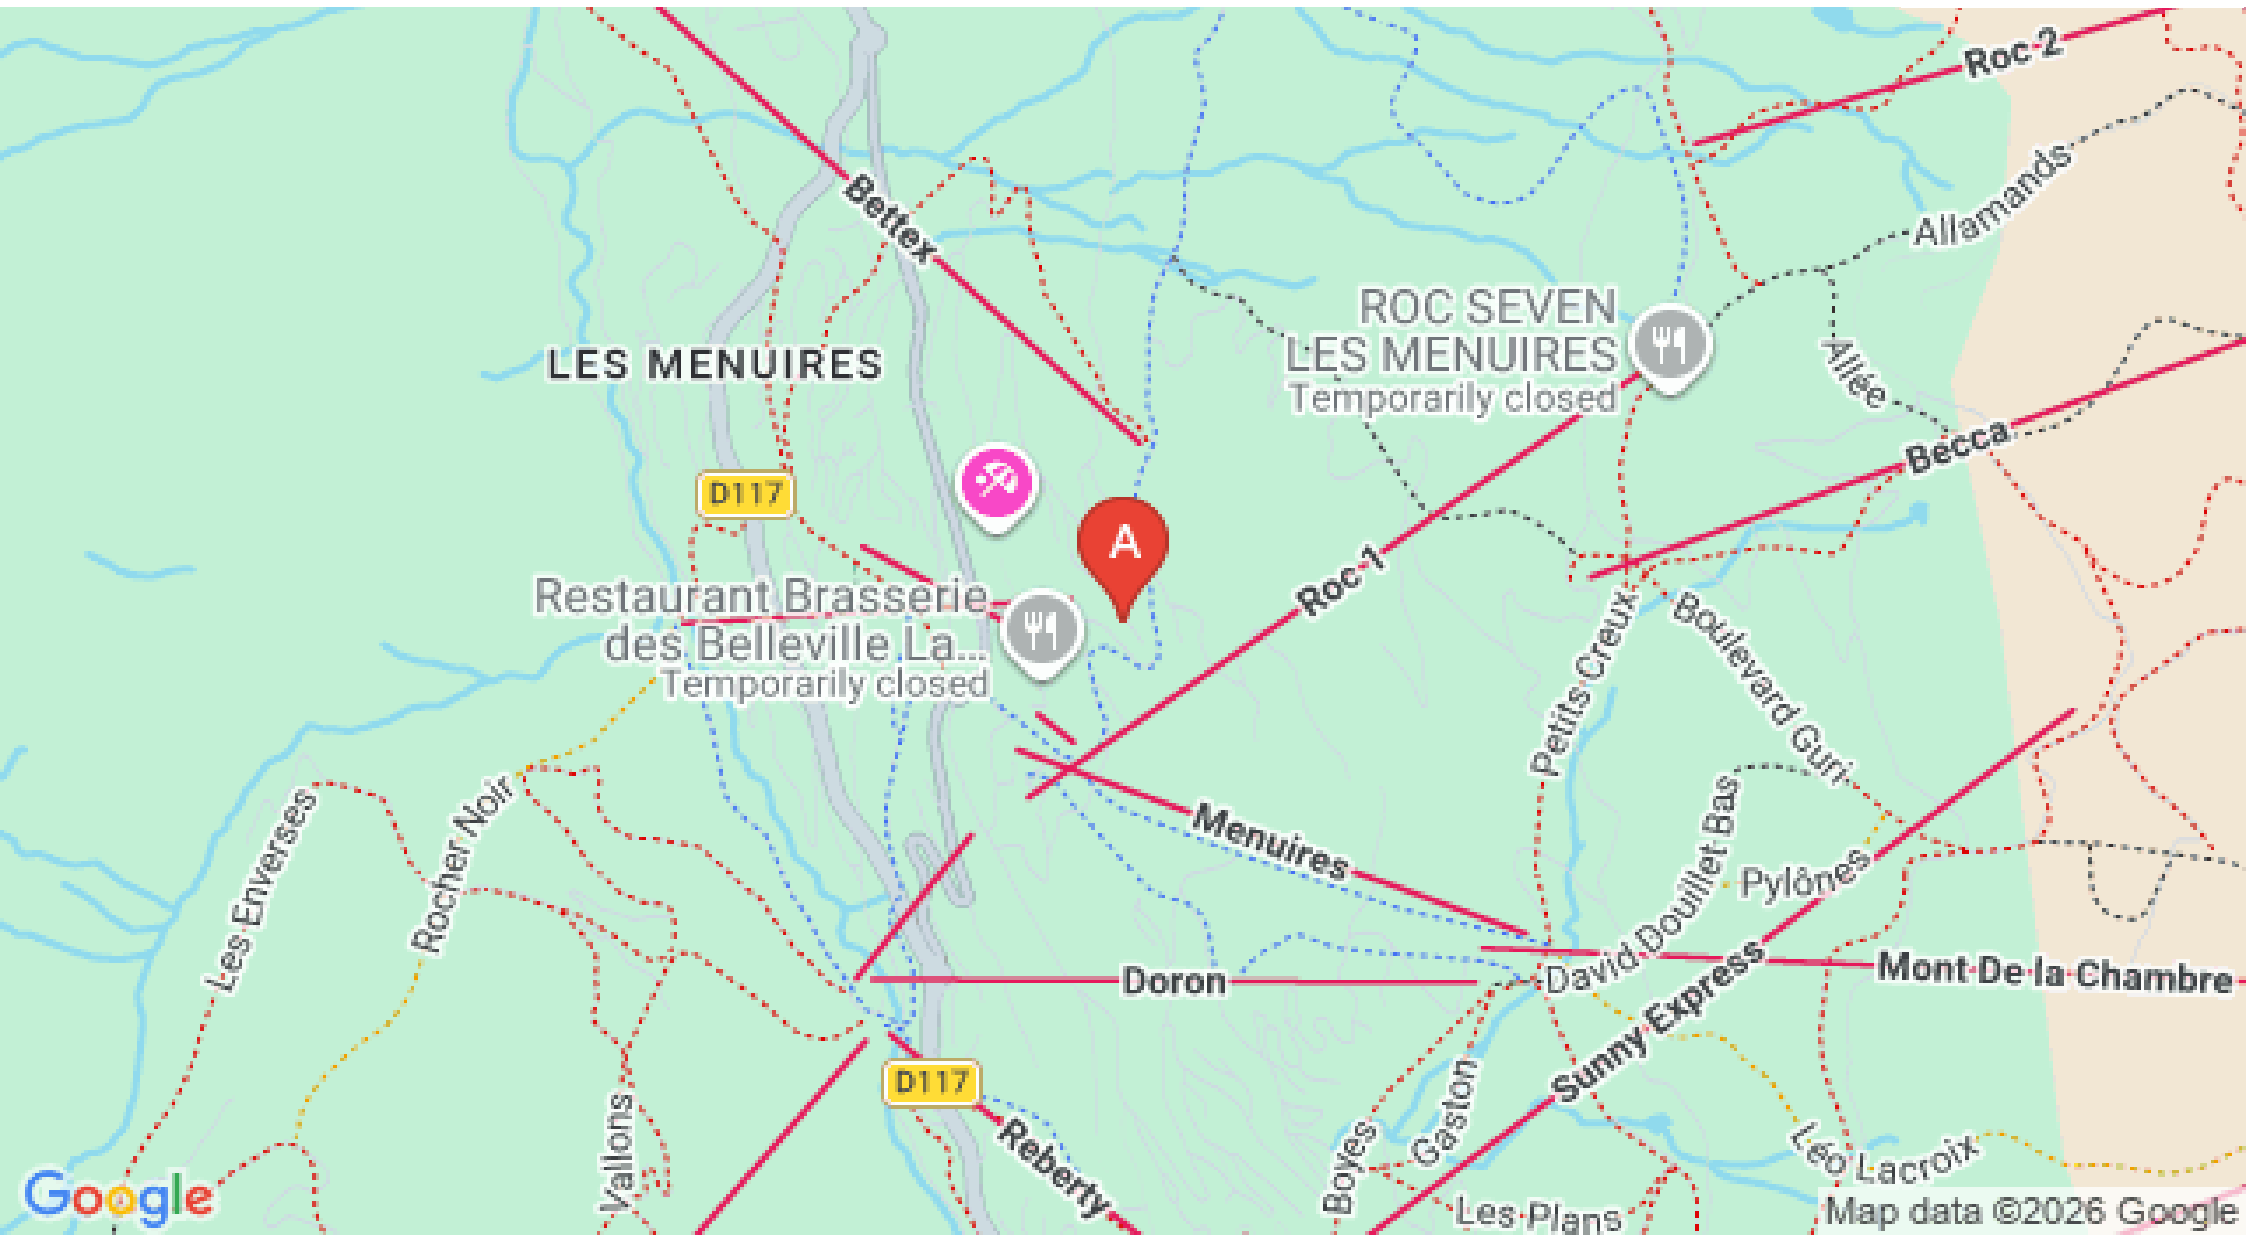 Roc-2
Allamands
Bettex
ROC SEVEN
LES MENUIRES
Temporarily closed
LES MENUIRES
Allée
Becca
D117
A
Roc-1
Restaurant Brasserie
des Belleville La...
Temporarily closed
Petits Creux
Boulevard Guri
Les Enverses
Rocher Noir
Menuires
David Douillet Bas
Pylônes
Doron
Mont De la Chambre
Sunny Express
D117
Vallons
Reberty
Boyes
Gaston
Léo Lacroix
Les Plans
Google
Map data ©2026 Google